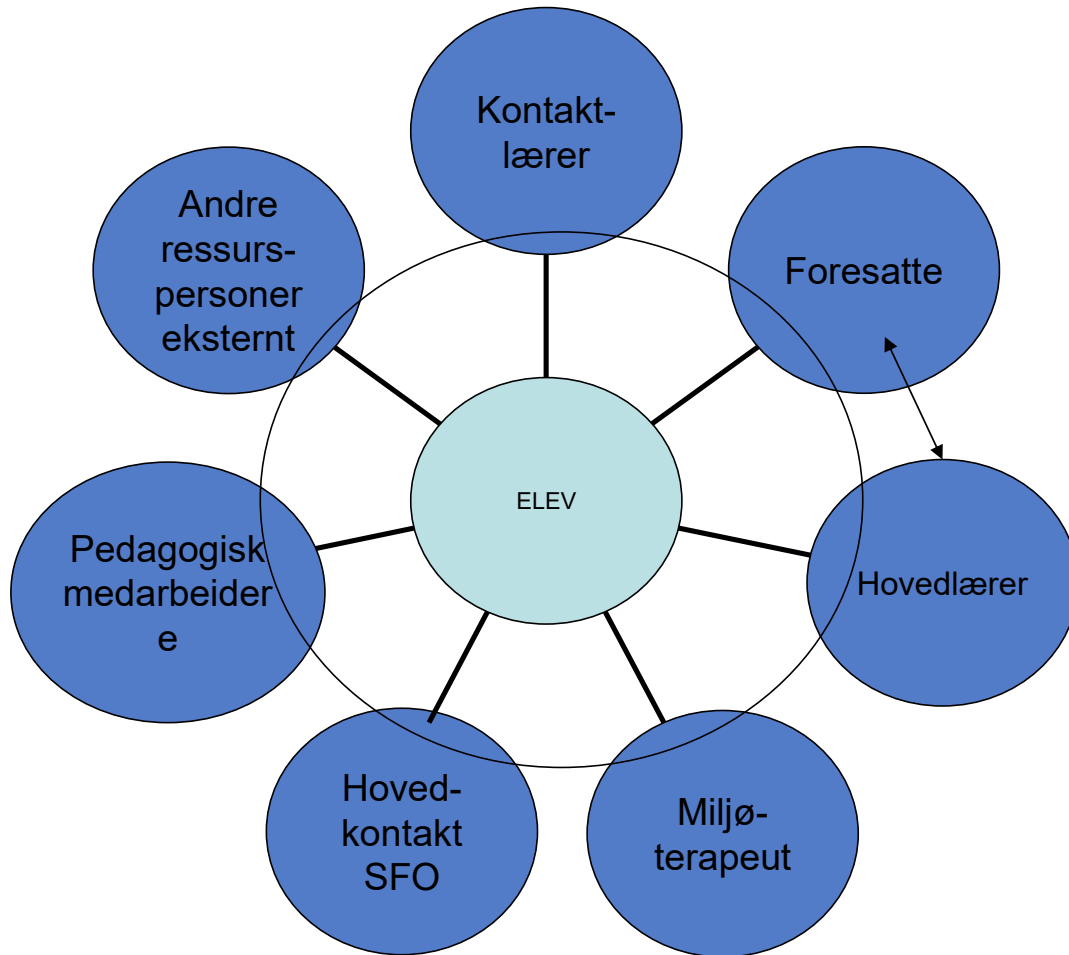 Kontakt-
lærer
Andre
ressurs-
personer
eksternt
Foresatte
ELEV
Pedagogisk
medarbeider
e
Hovedlærer
Hoved-
kontakt
SFO
Miljø-
terapeut